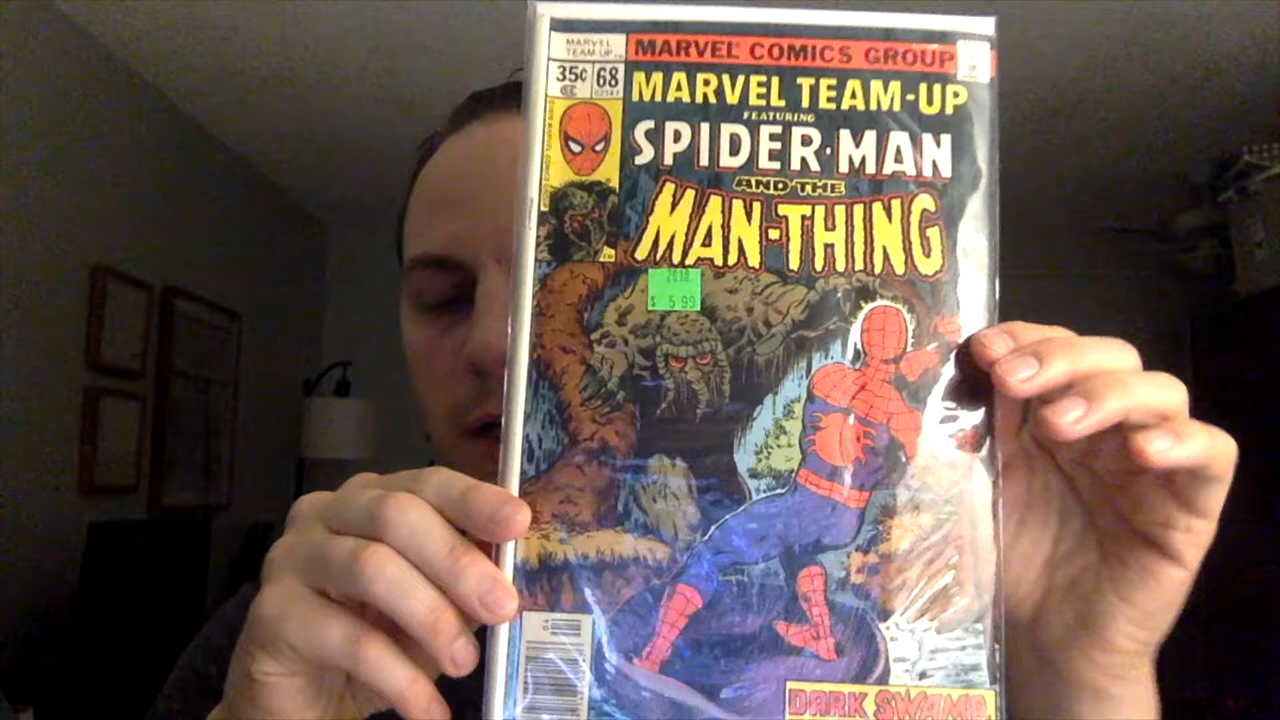 MARVEL
TEAM-UP
MARVEL COMICS GROUP
35¢
68
MARVEL TEAM-UP
FEATURING
SPIDER-MAN
AND THE
MAN-THING
2018
$ 5.99
DARK SWAMP,